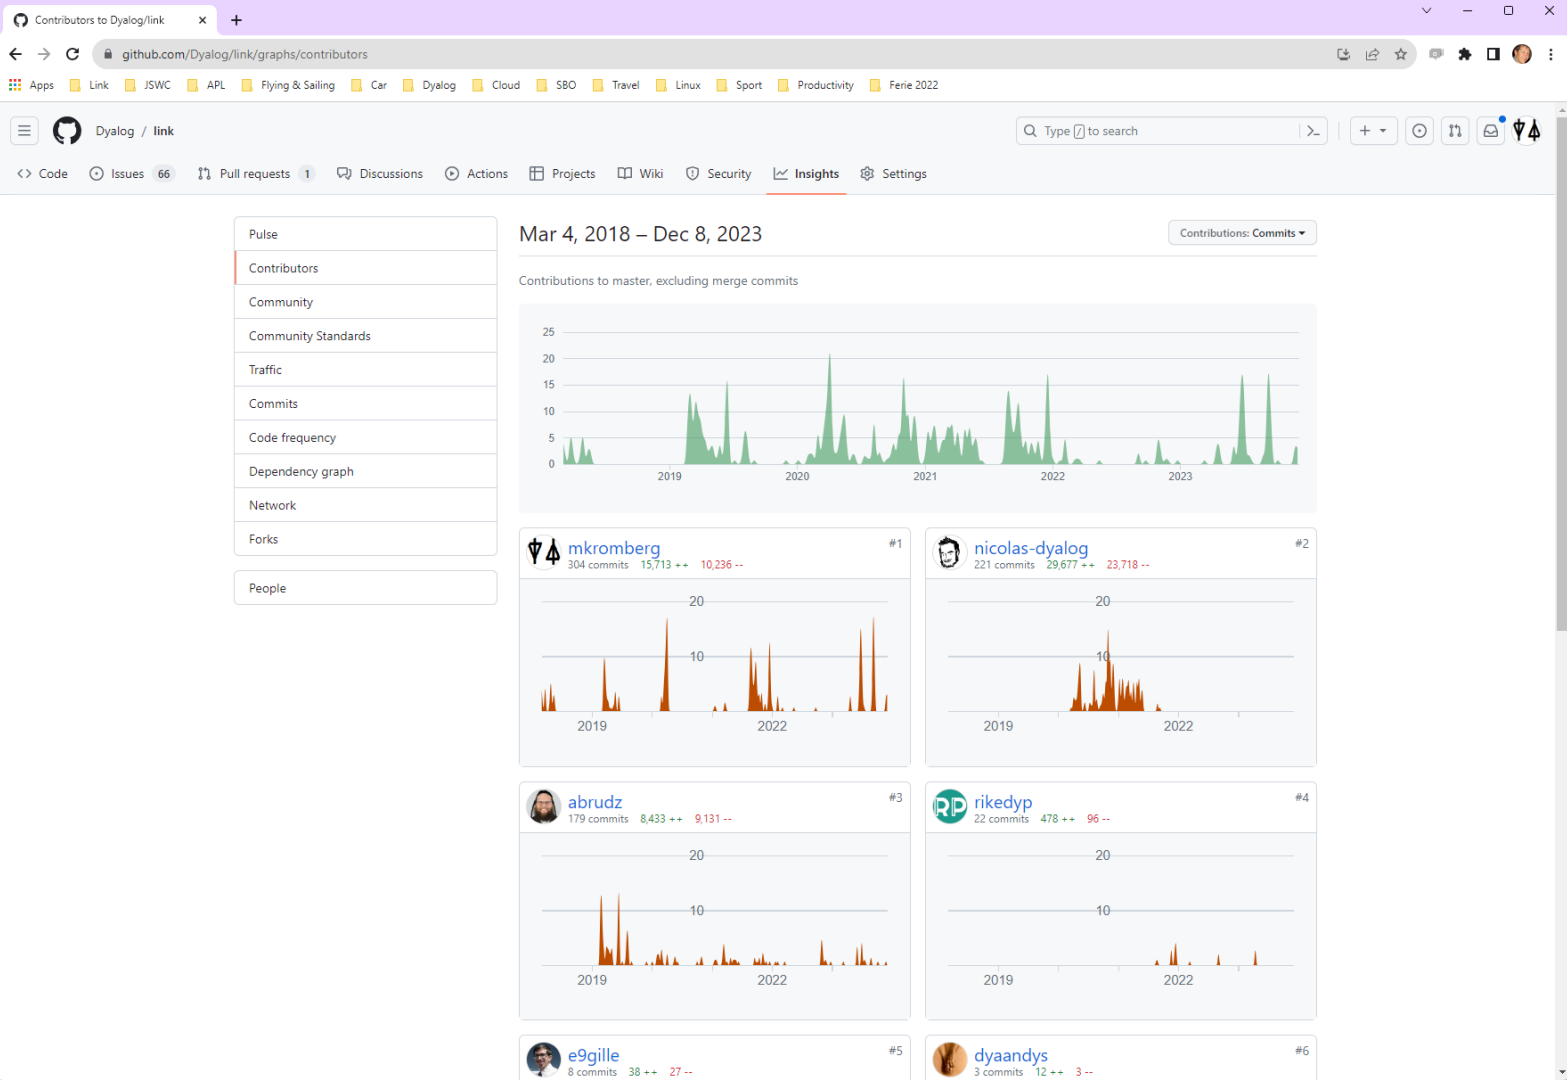 Contributors to Dyalog/link
github.com/Dyalog/link/graphs/contributors
Apps Link JSWC APL Flying & Sailing Car Dyalog Cloud SBO Travel Linux Sport Productivity Ferie 2022
Dyalog / link
Type / to search
Code Issues 66 Pull requests 1 Discussions Actions Projects Wiki Security Insights Settings
Pulse
Contributors
Community
Community Standards
Traffic
Commits
Code frequency
Dependency graph
Network
Forks
People
Mar 4, 2018 – Dec 8, 2023
Contributions: Commits
Contributions to master, excluding merge commits
25
20
15
10
5
0
2019 2020 2021 2022 2023
mkromberg #1
304 commits 15,713 ++ 10,236 --
20
10
2019 2022
nicolas-dyalog #2
221 commits 29,677 ++ 23,718 --
20
10
2019 2022
abrudz #3
179 commits 8,433 ++ 9,131 --
20
10
2019 2022
RP
rikedyp #4
22 commits 478 ++ 96 --
20
10
2019 2022
e9gille #5
8 commits 38 ++ 27 --
dyaandys #6
3 commits 12 ++ 3 --